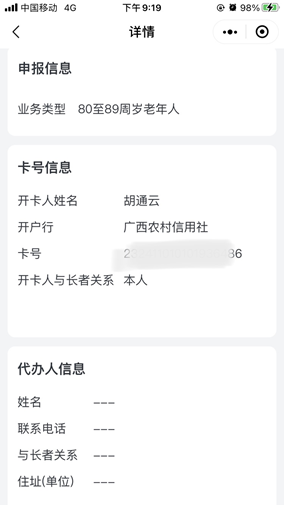 中国移动 4G 下午9:19 98%
详情
申报信息
业务类型 80至89周岁老年人
卡号信息
开卡人姓名 胡通云
开户行 广西农村信用社
卡号 86
开卡人与长者关系 本人
代办人信息
姓名 ---
联系电话 ---
与长者关系 ---
住址(单位) ---